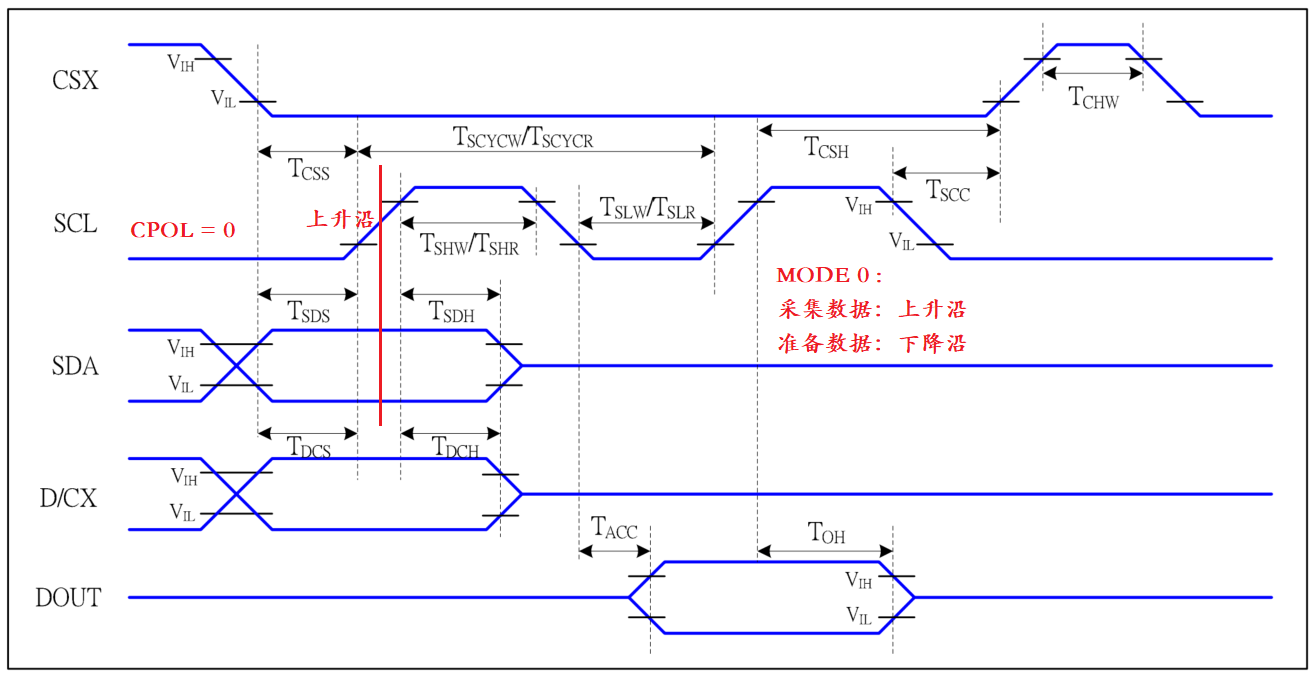 CSX
VIH
VIL
TCHW
TSCYCW/TSCYCR
TCSH
TCSS
TSCC
SCL
CPOL = 0
上升沿
TSHW/TSHR
TSLW/TSLR
VIH
VIL
MODE 0 :
采集数据：上升沿
准备数据：下降沿
TSDS
TSDH
SDA
VIH
VIL
TDCS
TDCH
D/CX
VIH
VIL
TACC
TOH
DOUT
VIH
VIL